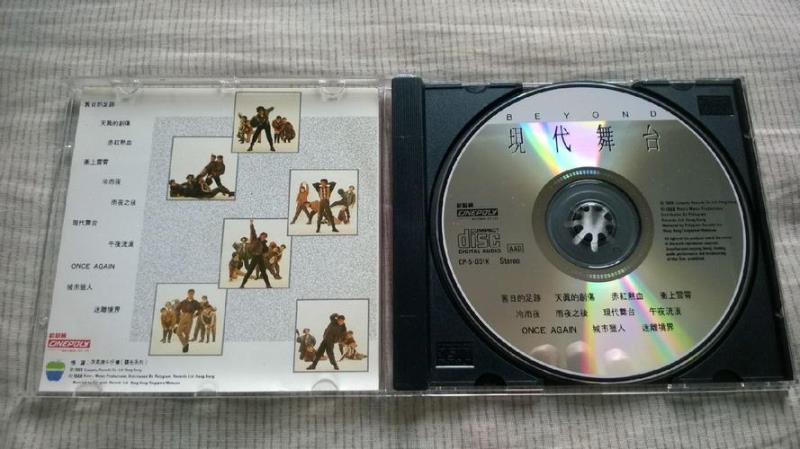 舊日的足跡
天真的創傷
赤紅熱血
衝上雲霄
冷雨夜
雨夜之後
現代舞台
午夜流浪
ONCE AGAIN
城市獵人
迷離境界
新藝寶
CINEPOLY
BEYOND
現代舞台
新藝寶
CINEPOLY
COMPACT
disc
DIGITAL AUDIO
AAD
CP-5-0031K Stereo
舊日的足跡 天真的創傷 赤紅熱血 衝上雲霄
冷雨夜 雨夜之後 現代舞台 午夜流浪
ONCE AGAIN 城市獵人 迷離境界